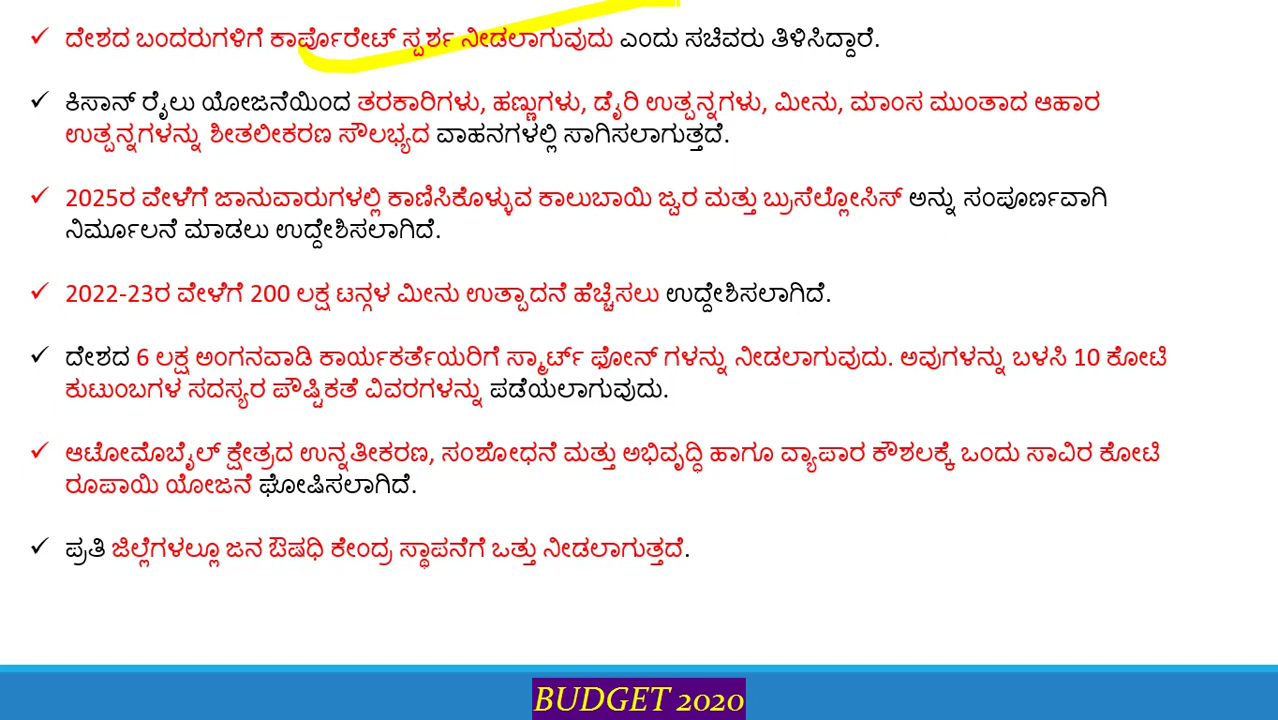 ✓ ದೇಶದ ಬಂದರುಗಳಿಗೆ ಕಾರ್ಪೊರೇಟ್ ಸ್ಪರ್ಶ ನೀಡಲಾಗುವುದು ಎಂದು ಸಚಿವರು ತಿಳಿಸಿದ್ದಾರೆ.
✓ ಕಿಸಾನ್ ರೈಲು ಯೋಜನೆಯಿಂದ ತರಕಾರಿಗಳು, ಹಣ್ಣುಗಳು, ಡೈರಿ ಉತ್ಪನ್ನಗಳು, ಮೀನು, ಮಾಂಸ ಮುಂತಾದ ಆಹಾರ
ಉತ್ಪನ್ನಗಳನ್ನು ಶೀತಲೀಕರಣ ಸೌಲಭ್ಯದ ವಾಹನಗಳಲ್ಲಿ ಸಾಗಿಸಲಾಗುತ್ತದೆ.
✓ 2025ರ ವೇಳೆಗೆ ಜಾನುವಾರುಗಳಲ್ಲಿ ಕಾಣಿಸಿಕೊಳ್ಳುವ ಕಾಲುಬಾಯಿ ಜ್ವರ ಮತ್ತು ಬ್ರುಸೆಲ್ಲೋಸಿಸ್ ಅನ್ನು ಸಂಪೂರ್ಣವಾಗಿ
ನಿರ್ಮೂಲನೆ ಮಾಡಲು ಉದ್ದೇಶಿಸಲಾಗಿದೆ.
✓ 2022-23ರ ವೇಳೆಗೆ 200 ಲಕ್ಷ ಟನ್ಗಳ ಮೀನು ಉತ್ಪಾದನೆ ಹೆಚ್ಚಿಸಲು ಉದ್ದೇಶಿಸಲಾಗಿದೆ.
✓ ದೇಶದ 6 ಲಕ್ಷ ಅಂಗನವಾಡಿ ಕಾರ್ಯಕರ್ತೆಯರಿಗೆ ಸ್ಮಾರ್ಟ್ ಫೋನ್ ಗಳನ್ನು ನೀಡಲಾಗುವುದು. ಅವುಗಳನ್ನು ಬಳಸಿ 10 ಕೋಟಿ
ಕುಟುಂಬಗಳ ಸದಸ್ಯರ ಪೌಷ್ಟಿಕತೆ ವಿವರಗಳನ್ನು ಪಡೆಯಲಾಗುವುದು.
✓ ಆಟೋಮೊಬೈಲ್ ಕ್ಷೇತ್ರದ ಉನ್ನತೀಕರಣ, ಸಂಶೋಧನೆ ಮತ್ತು ಅಭಿವೃದ್ಧಿ ಹಾಗೂ ವ್ಯಾಪಾರ ಕೌಶಲಕ್ಕೆ ಒಂದು ಸಾವಿರ ಕೋಟಿ
ರೂಪಾಯಿ ಯೋಜನೆ ಘೋಷಿಸಲಾಗಿದೆ.
✓ ಪ್ರತಿ ಜಿಲ್ಲೆಗಳಲ್ಲೂ ಜನ ಔಷಧಿ ಕೇಂದ್ರ ಸ್ಥಾಪನೆಗೆ ಒತ್ತು ನೀಡಲಾಗುತ್ತದೆ.
BUDGET 2020